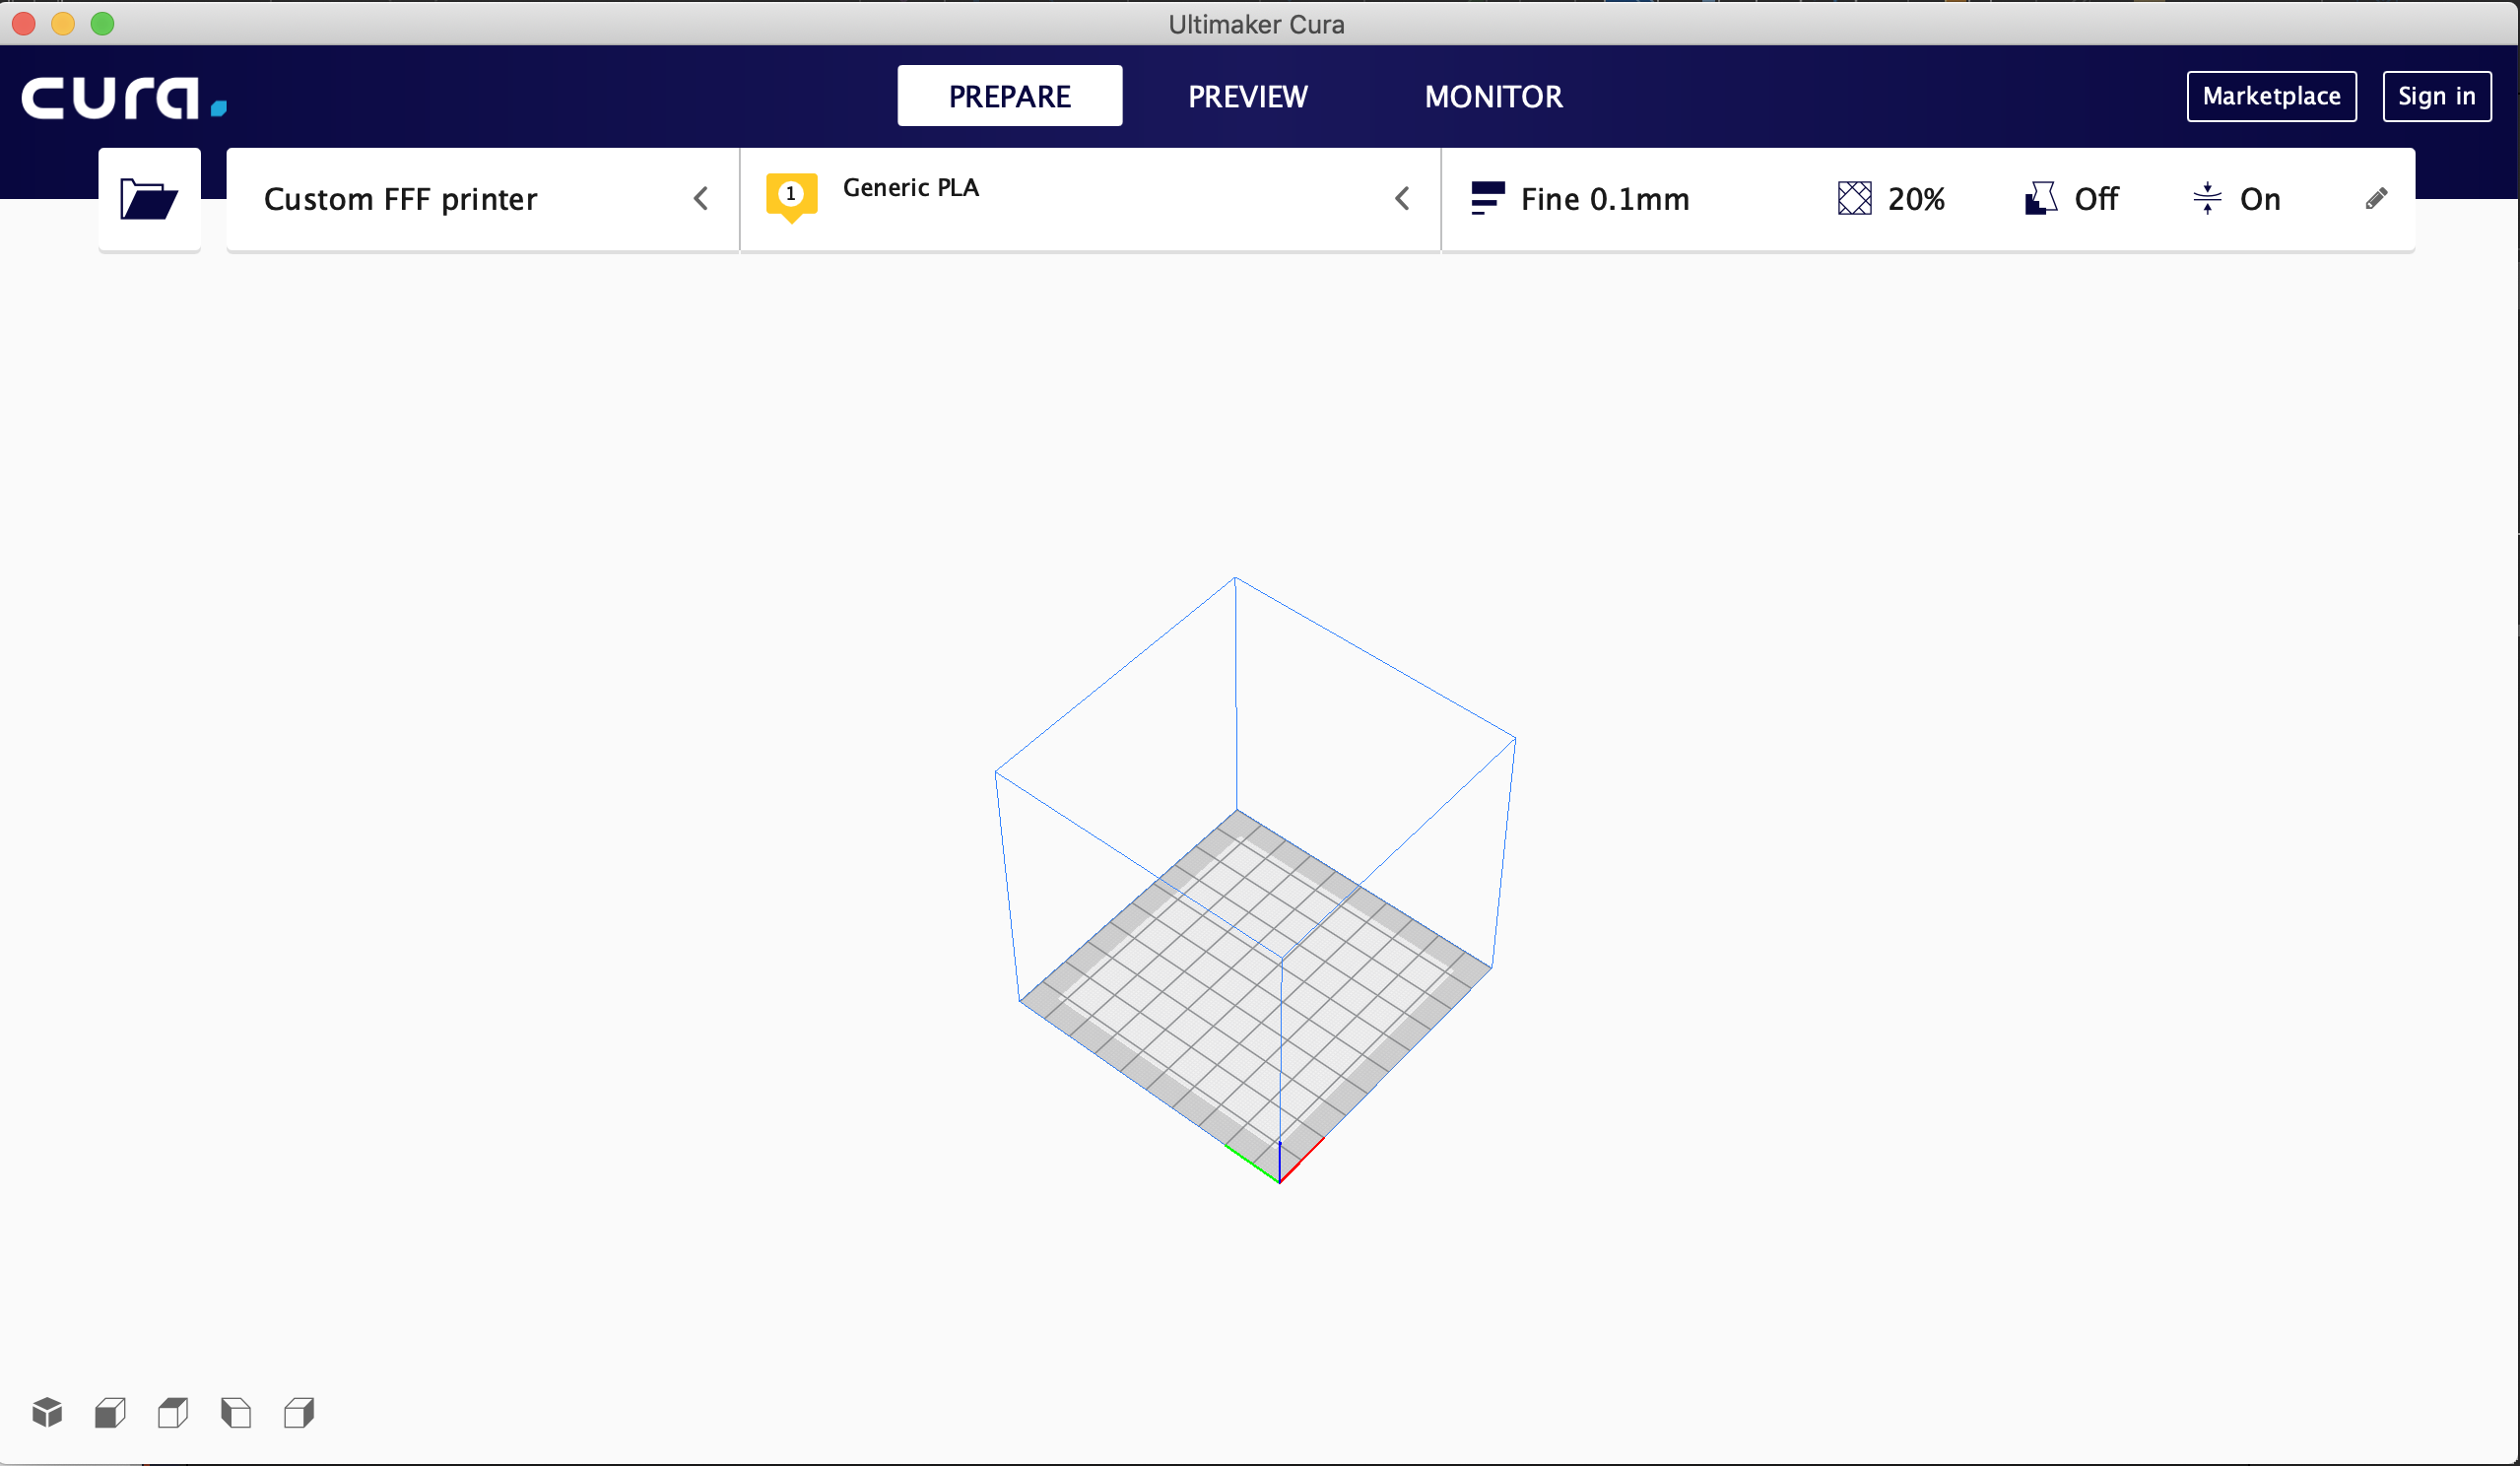 Ultimaker Cura
cura.
PREPARE PREVIEW MONITOR
Marketplace Sign in
Custom FFF printer
1 Generic PLA
Fine 0.1mm 20% Off On